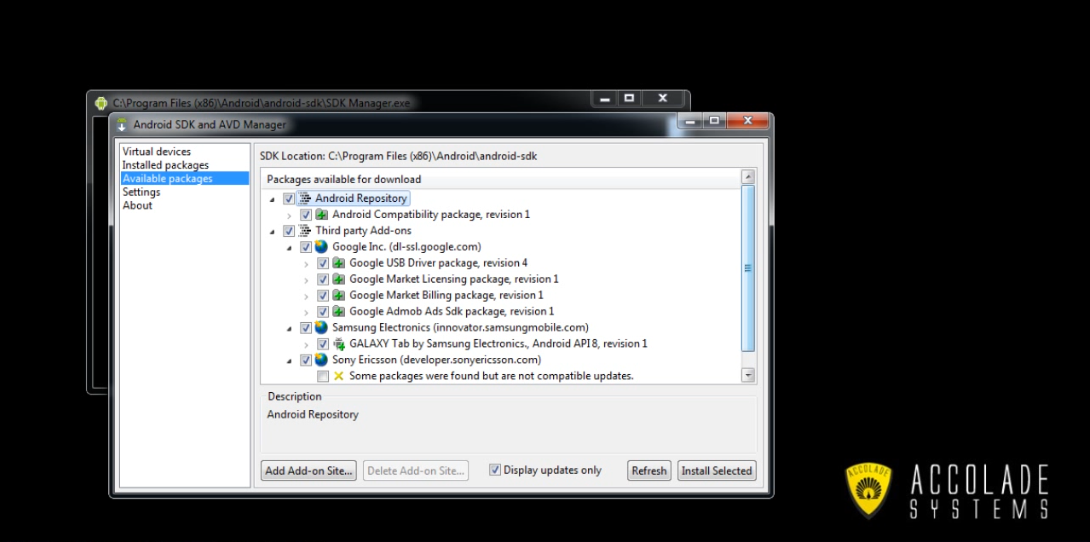 C:\Program Files (x86)\Android\android-sdk\SDK Manager.exe
Android SDK and AVD Manager
Virtual devices
Installed packages
Available packages
Settings
About
SDK Location: C:\Program Files (x86)\Android\android-sdk
Packages available for download
Android Repository
Android Compatibility package, revision 1
Third party Add-ons
Google Inc. (dl-ssl.google.com)
Google USB Driver package, revision 4
Google Market Licensing package, revision 1
Google Market Billing package, revision 1
Google Admob Ads Sdk package, revision 1
Samsung Electronics (innovator.samsungmobile.com)
GALAXY Tab by Samsung Electronics., Android API 8, revision 1
Sony Ericsson (developer.sonyericsson.com)
Some packages were found but are not compatible updates.
Description
Android Repository
Add Add-on Site...
Delete Add-on Site...
Display updates only
Refresh
Install Selected
ACCOLADE
ACCOLADE
SYSTEMS